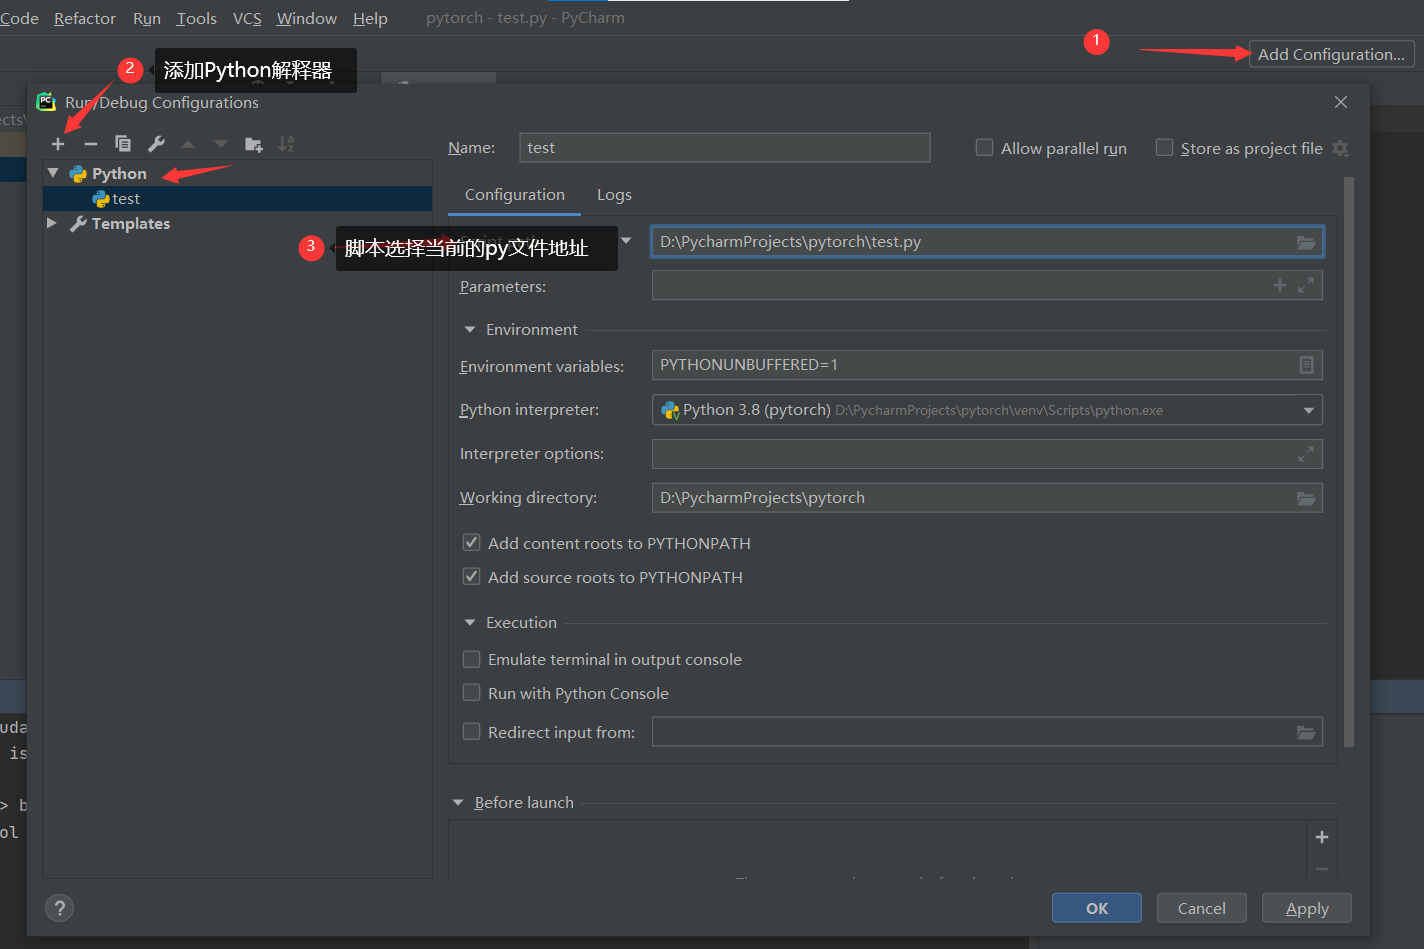 Code Refactor Run Tools VCS Window Help pytorch - test.py - PyCharm
1
Add Configuration...
2
添加Python解释器
PC
Run/Debug Configurations
ects\
Name: test
Allow parallel run
Store as project file
Python
test
Templates
Configuration
Logs
3
脚本选择当前的py文件地址
D:\PycharmProjects\pytorch\test.py
Parameters:
Environment
Environment variables: PYTHONUNBUFFERED=1
Python interpreter: Python 3.8 (pytorch) D:\PycharmProjects\pytorch\venv\Scripts\python.exe
Interpreter options:
Working directory: D:\PycharmProjects\pytorch
Add content roots to PYTHONPATH
Add source roots to PYTHONPATH
Execution
Emulate terminal in output console
Run with Python Console
Redirect input from:
uda
is
> b
ol
Before launch
?
OK
Cancel
Apply